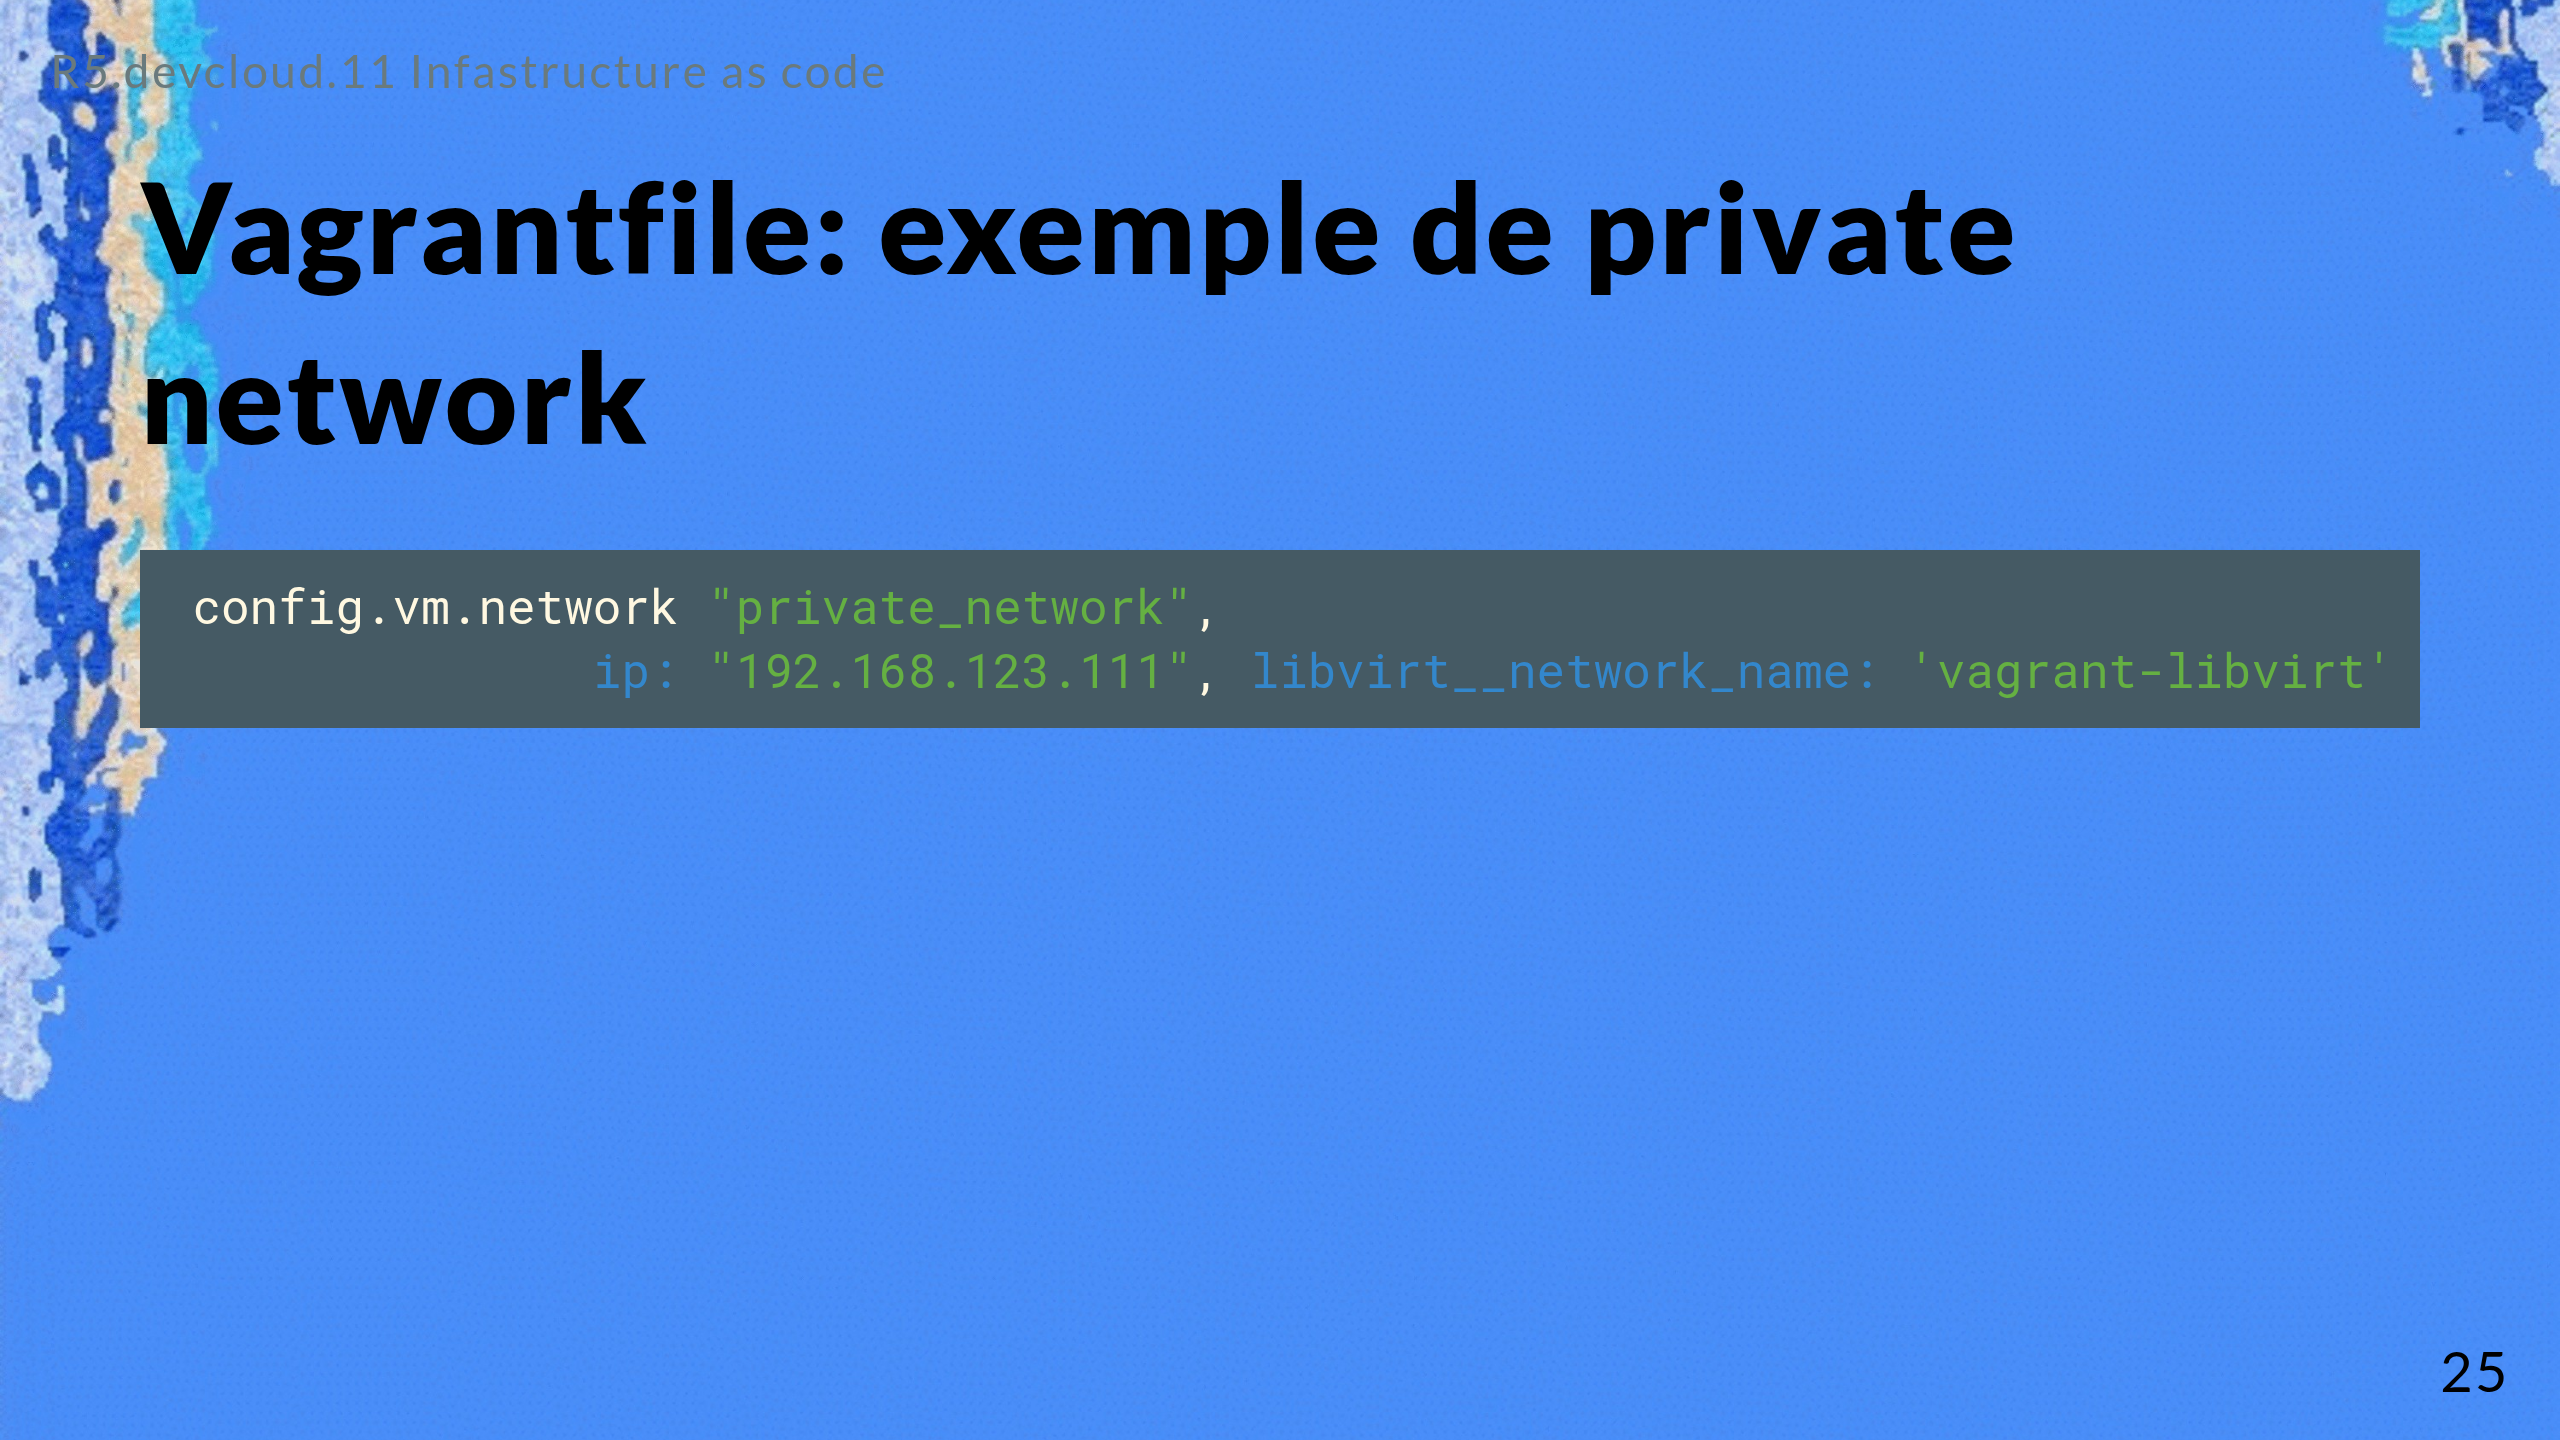 R5.devcloud.11 Infastructure as code
Vagrantfile: exemple de private
network
config.vm.network "private_network",
ip: "192.168.123.111", libvirt__network_name: 'vagrant-libvirt'
25